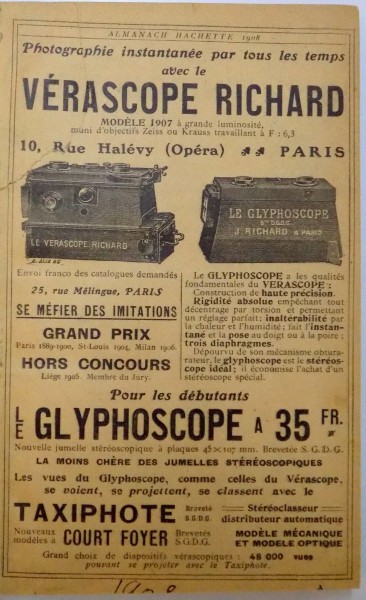 ALMANACH HACHETTE 1908
Photographie instantanée par tous les temps
avec le
VÉRASCOPE RICHARD
MODÈLE 1907 à grande luminosité,
muni d'objectifs Zeiss ou Krauss travaillant à F : 6,3
10, Rue Halévy (Opéra) PARIS
LE VÉRASCOPE RICHARD
LE GLYPHOSCOPE
Bté S.G.D.G.
J. RICHARD à PARIS
Envoi franco des catalogues demandés
25, rue Mélingue, PARIS
SE MÉFIER DES IMITATIONS
GRAND PRIX
Paris 1889-1900, St-Louis 1904, Milan 1906.
HORS CONCOURS
Liège 1905. Membre du Jury.
Le GLYPHOSCOPE a les qualités
fondamentales du VÉRASCOPE :
Construction de haute précision.
Rigidité absolue empêchant tout
décentrage par torsion et permettant
un réglage parfait; inaltérabilité par
la chaleur et l'humidité; fait l'instan-
tané et la pose au doigt ou à la poire;
trois diaphragmes.
Dépourvu de son mécanisme obtura-
rateur, le glyphoscope est le stéréos-
cope idéal; il économise l'achat d'un
stéréoscope spécial.
Pour les débutants
LE GLYPHOSCOPE A 35 FR.
Nouvelle jumelle stéréoscopique à plaques 45×107 mm. Brevetée S.G.D.G.
LA MOINS CHÈRE DES JUMELLES STÉRÉOSCOPIQUES
Les vues du Glyphoscope, comme celles du Vérascope,
se voient, se projettent, se classent avec le
TAXIPHOTE Breveté S.G.D.G. Stéréoclasseur distributeur automatique
Nouveaux modèles à COURT FOYER Brevetés S.G.D.G. MODÈLE MÉCANIQUE ET MODÈLE OPTIQUE
Grand choix de diapositifs vérascopiques : 48 000 vues
pouvant se projeter avec le Taxiphote.
1908